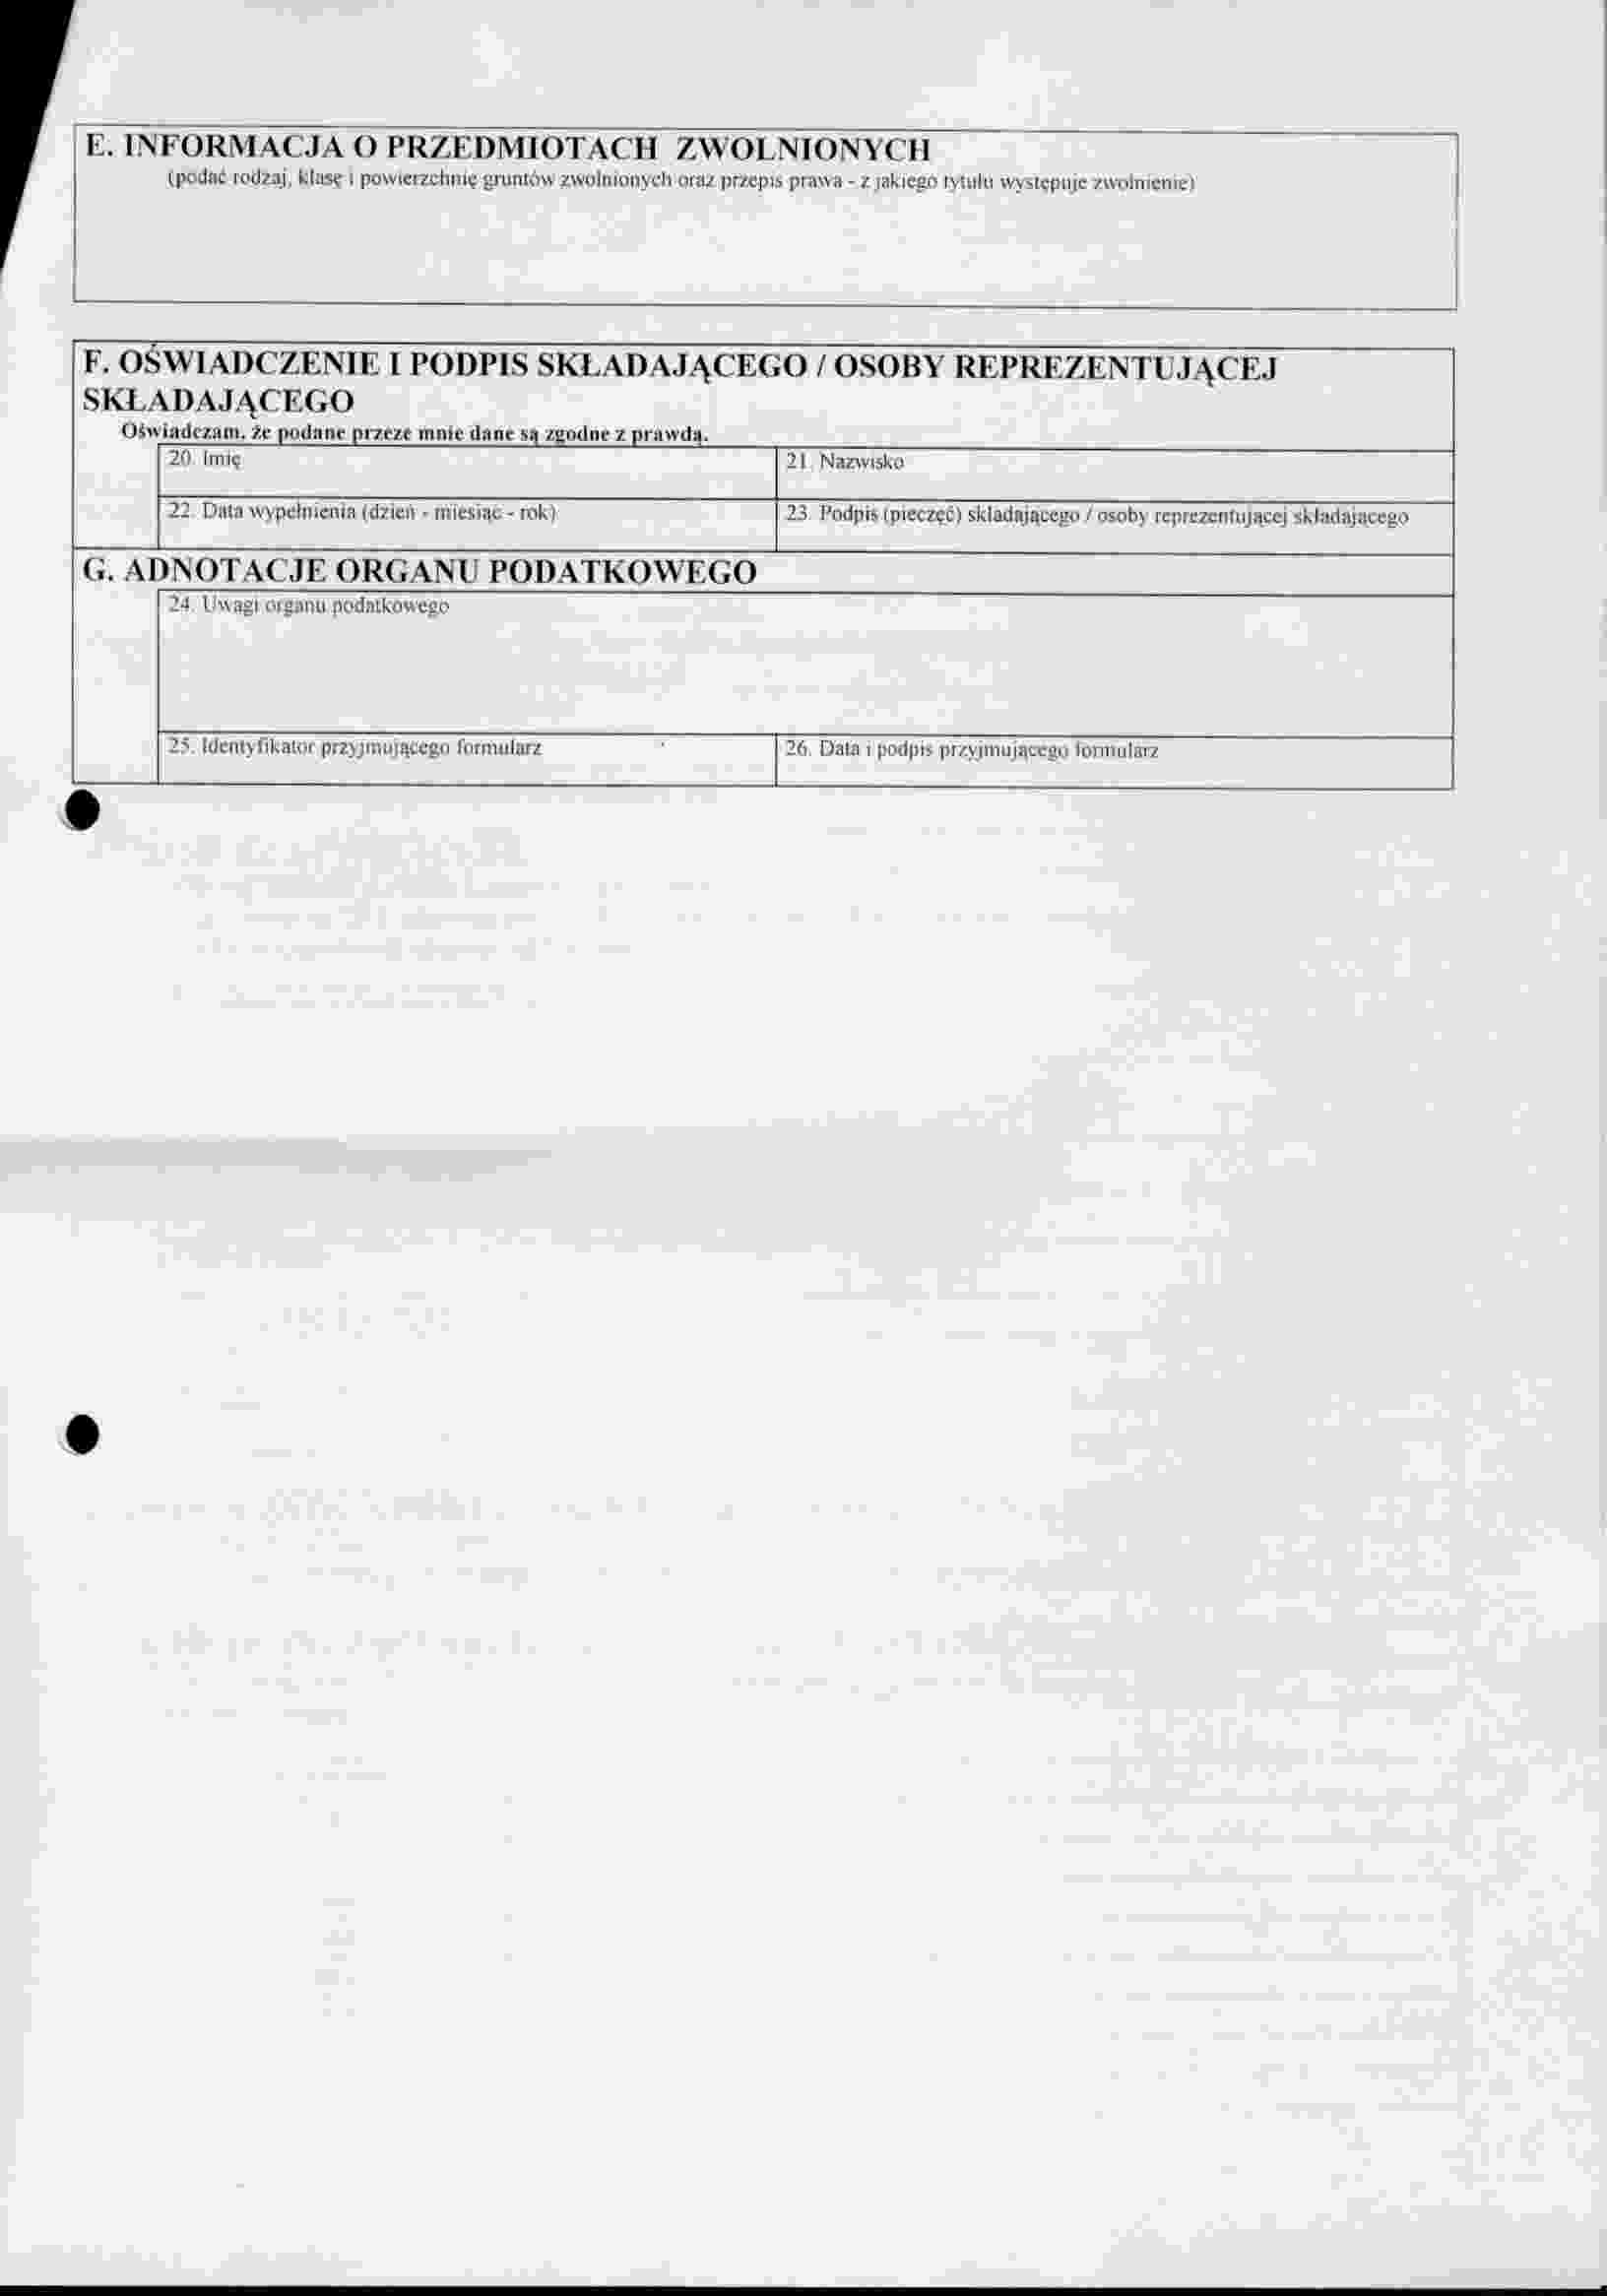 E. INFORMACJA O PRZEDMIOTACH ZWOLNIONYCH
(podać rodzaj, klasę i powierzchnię gruntów zwolnionych oraz przepis prawa - z jakiego tytułu występuje zwolnienie)
F. OŚWIADCZENIE I PODPIS SKŁADAJĄCEGO / OSOBY REPREZENTUJĄCEJ
SKŁADAJĄCEGO
Oświadczam, że podane przeze mnie dane są zgodne z prawdą.
20. Imię
21. Nazwisko
22. Data wypełnienia (dzień - miesiąc - rok)
23. Podpis (pieczęć) składającego / osoby reprezentującej składającego
G. ADNOTACJE ORGANU PODATKOWEGO
24. Uwagi organu podatkowego
25. Identyfikator przyjmującego formularz
26. Data i podpis przyjmującego formularz